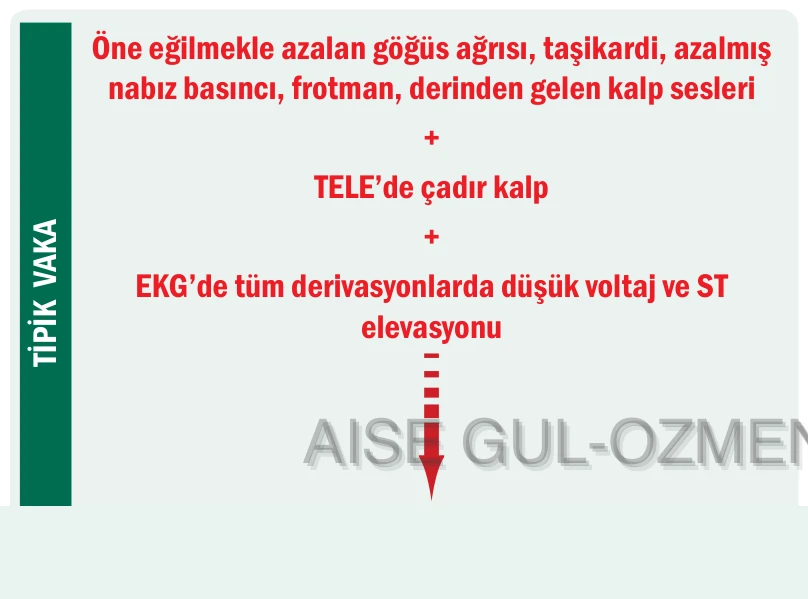 TİPİK VAKA
Öne eğilmekle azalan göğüs ağrısı, taşikardi, azalmış
nabız basıncı, frotman, derinden gelen kalp sesleri
+
TELE’de çadır kalp
+
EKG’de tüm derivasyonlarda düşük voltaj ve ST
elevasyonu
AISE GUL-OZMEN